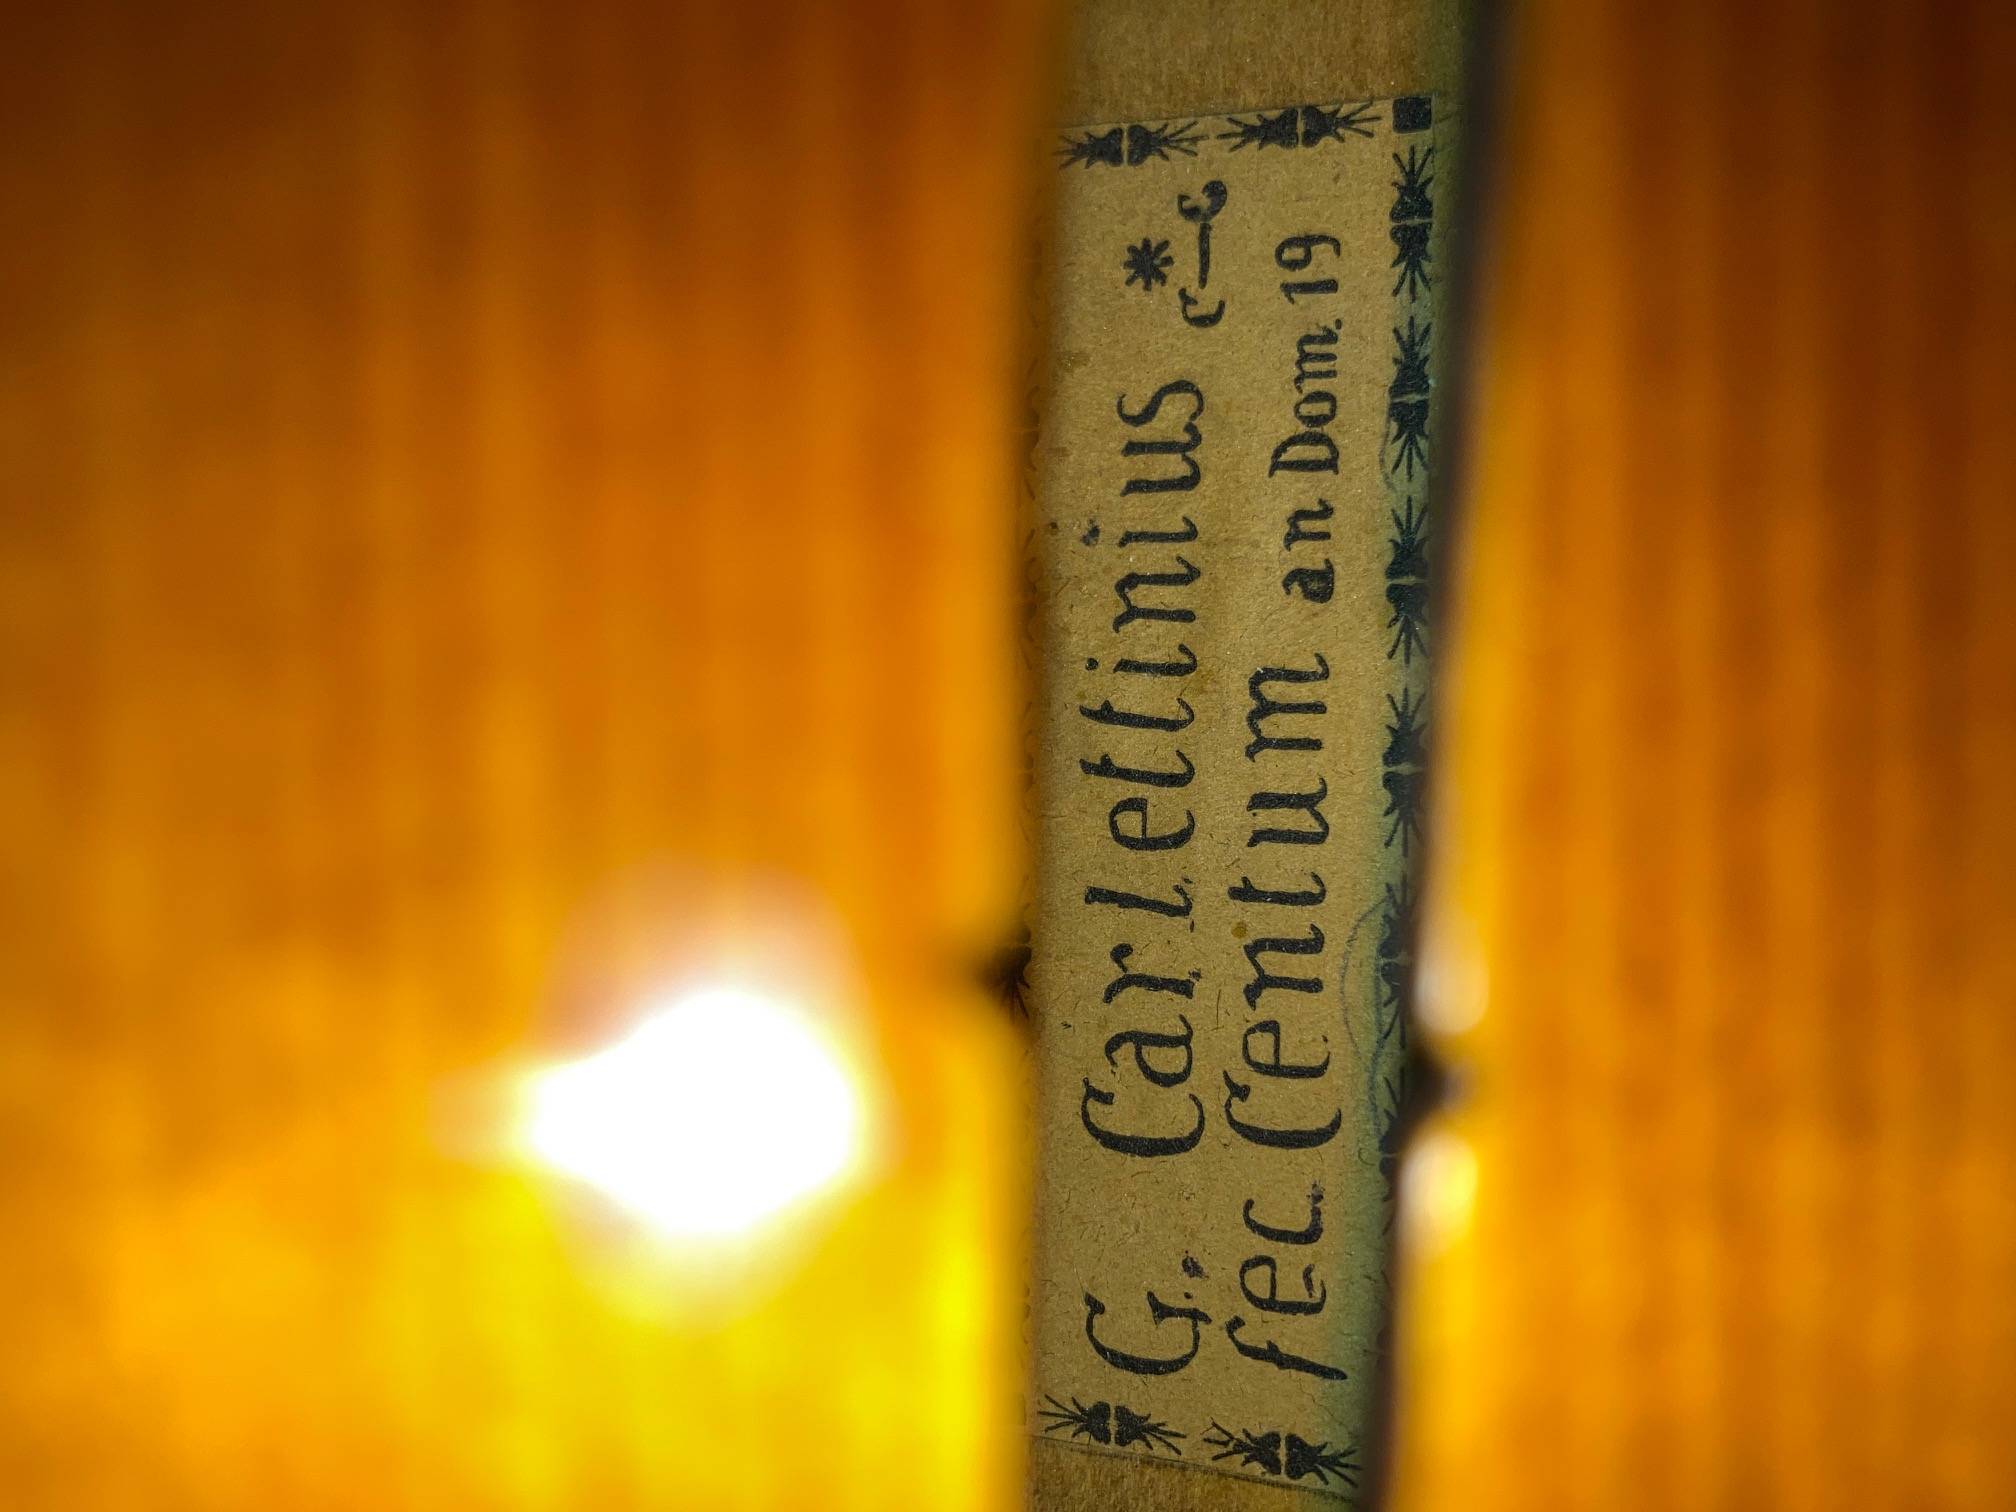 G. Carlettinius
fec. Centum an Dom. 19